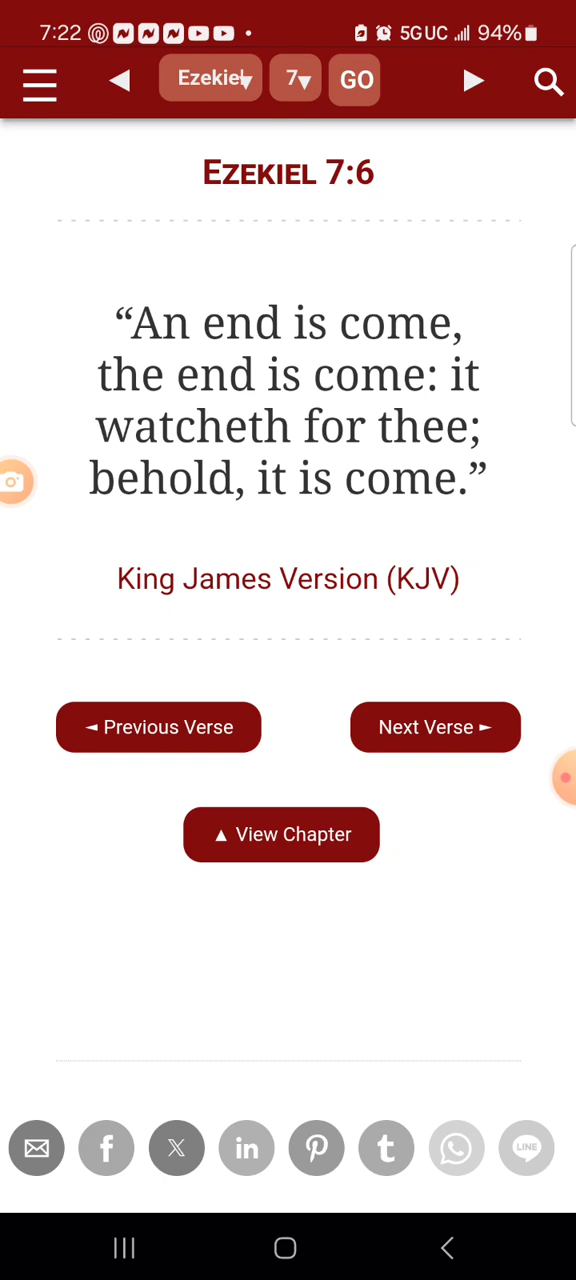 7:22 5G UC 94%
Ezekiel 7 GO
EZEKIEL 7:6
“An end is come,
the end is come: it
watcheth for thee;
behold, it is come.”
King James Version (KJV)
◄ Previous Verse Next Verse ►
▲ View Chapter
LINE